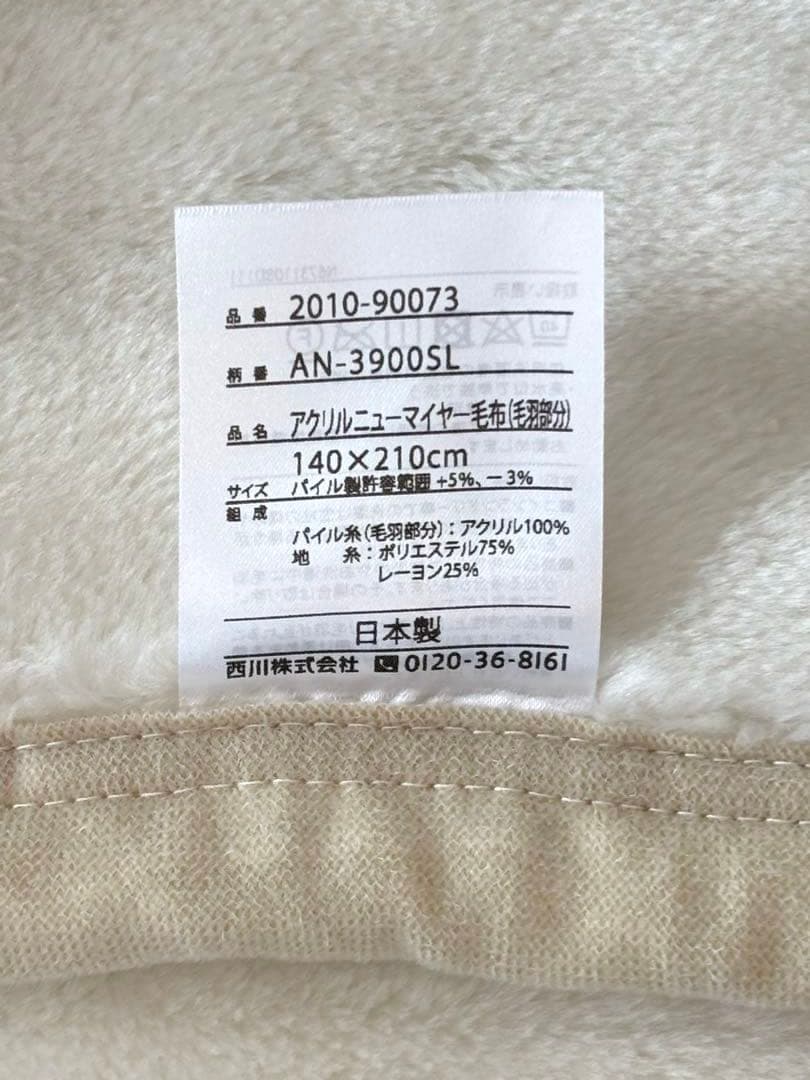 品番 2010-90073
柄番 AN-3900SL
品名 アクリルニューマイヤー毛布(毛羽部分)
140×210cm
サイズ パイル製許容範囲 +5%、−3%
組成
パイル糸(毛羽部分):アクリル100%
地 糸:ポリエステル75%
レーヨン25%
日本製
西川株式会社 0120-36-8161